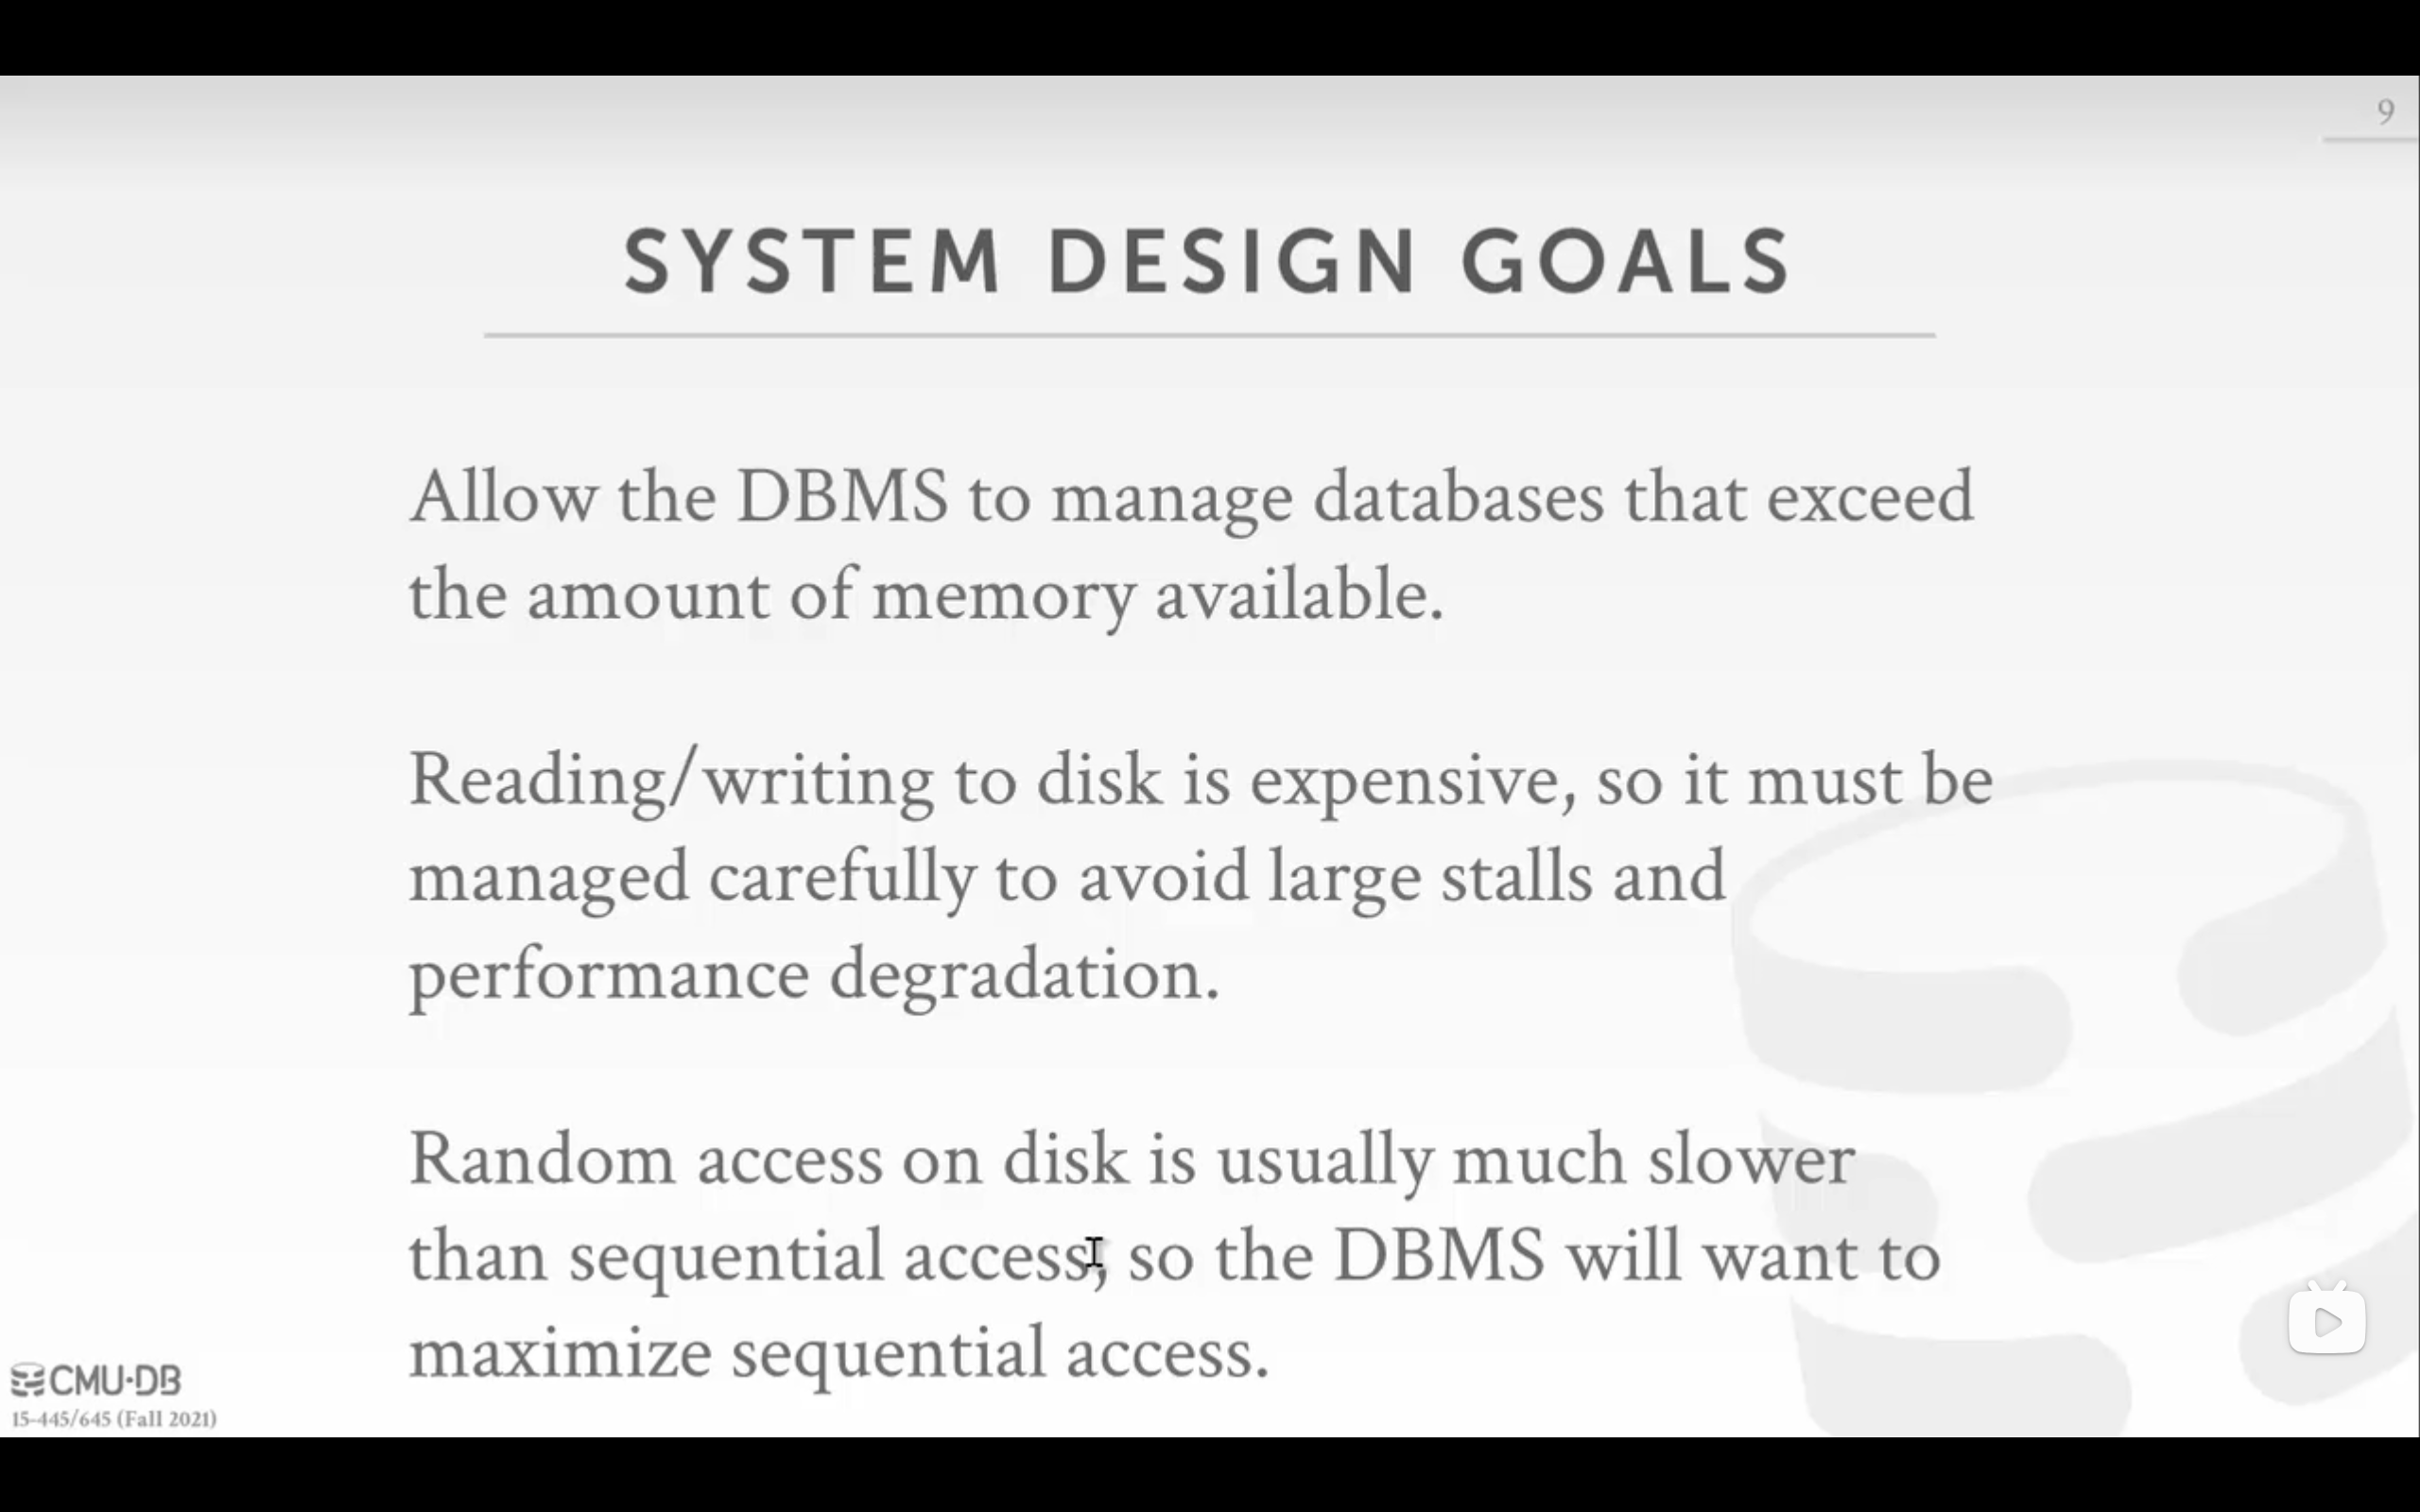 9
SYSTEM DESIGN GOALS
Allow the DBMS to manage databases that exceed
the amount of memory available.
Reading/writing to disk is expensive, so it must be
managed carefully to avoid large stalls and
performance degradation.
Random access on disk is usually much slower
than sequential access, so the DBMS will want to
maximize sequential access.
CMU·DB
15-445/645 (Fall 2021)